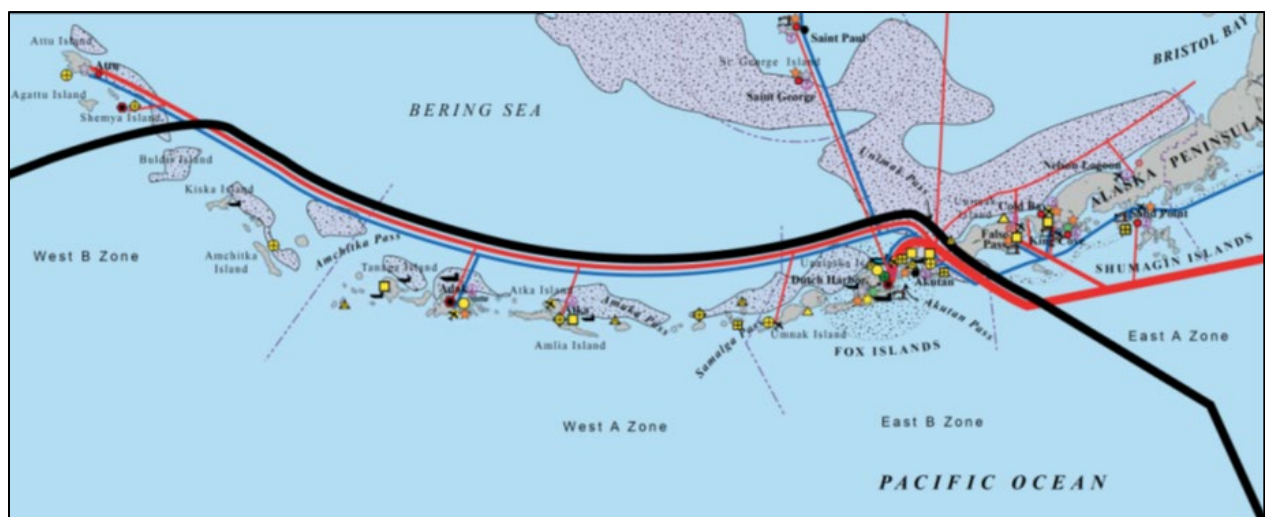 Attu Island
Attu
Agattu Island
Shemya Island
Buldir Island
Kiska Island
Amchitka
Island
West B Zone
BERING SEA
Saint Paul
St George Island
Saint George
BRISTOL BAY
Unimak Pass
Nelson Lagoon
ALASKA PENINSULA
Cold Bay
Sand Point
False
Pass
King Cove
SHUMAGIN ISLANDS
Amchitka Pass
Tanaga Island
Adak
Atka Island
Atka
Amlia Island
Amukta Pass
Samalga Pass
Umnak Island
Dutch Harbor
Akutan
Akutan Pass
FOX ISLANDS
East A Zone
West A Zone
East B Zone
PACIFIC OCEAN